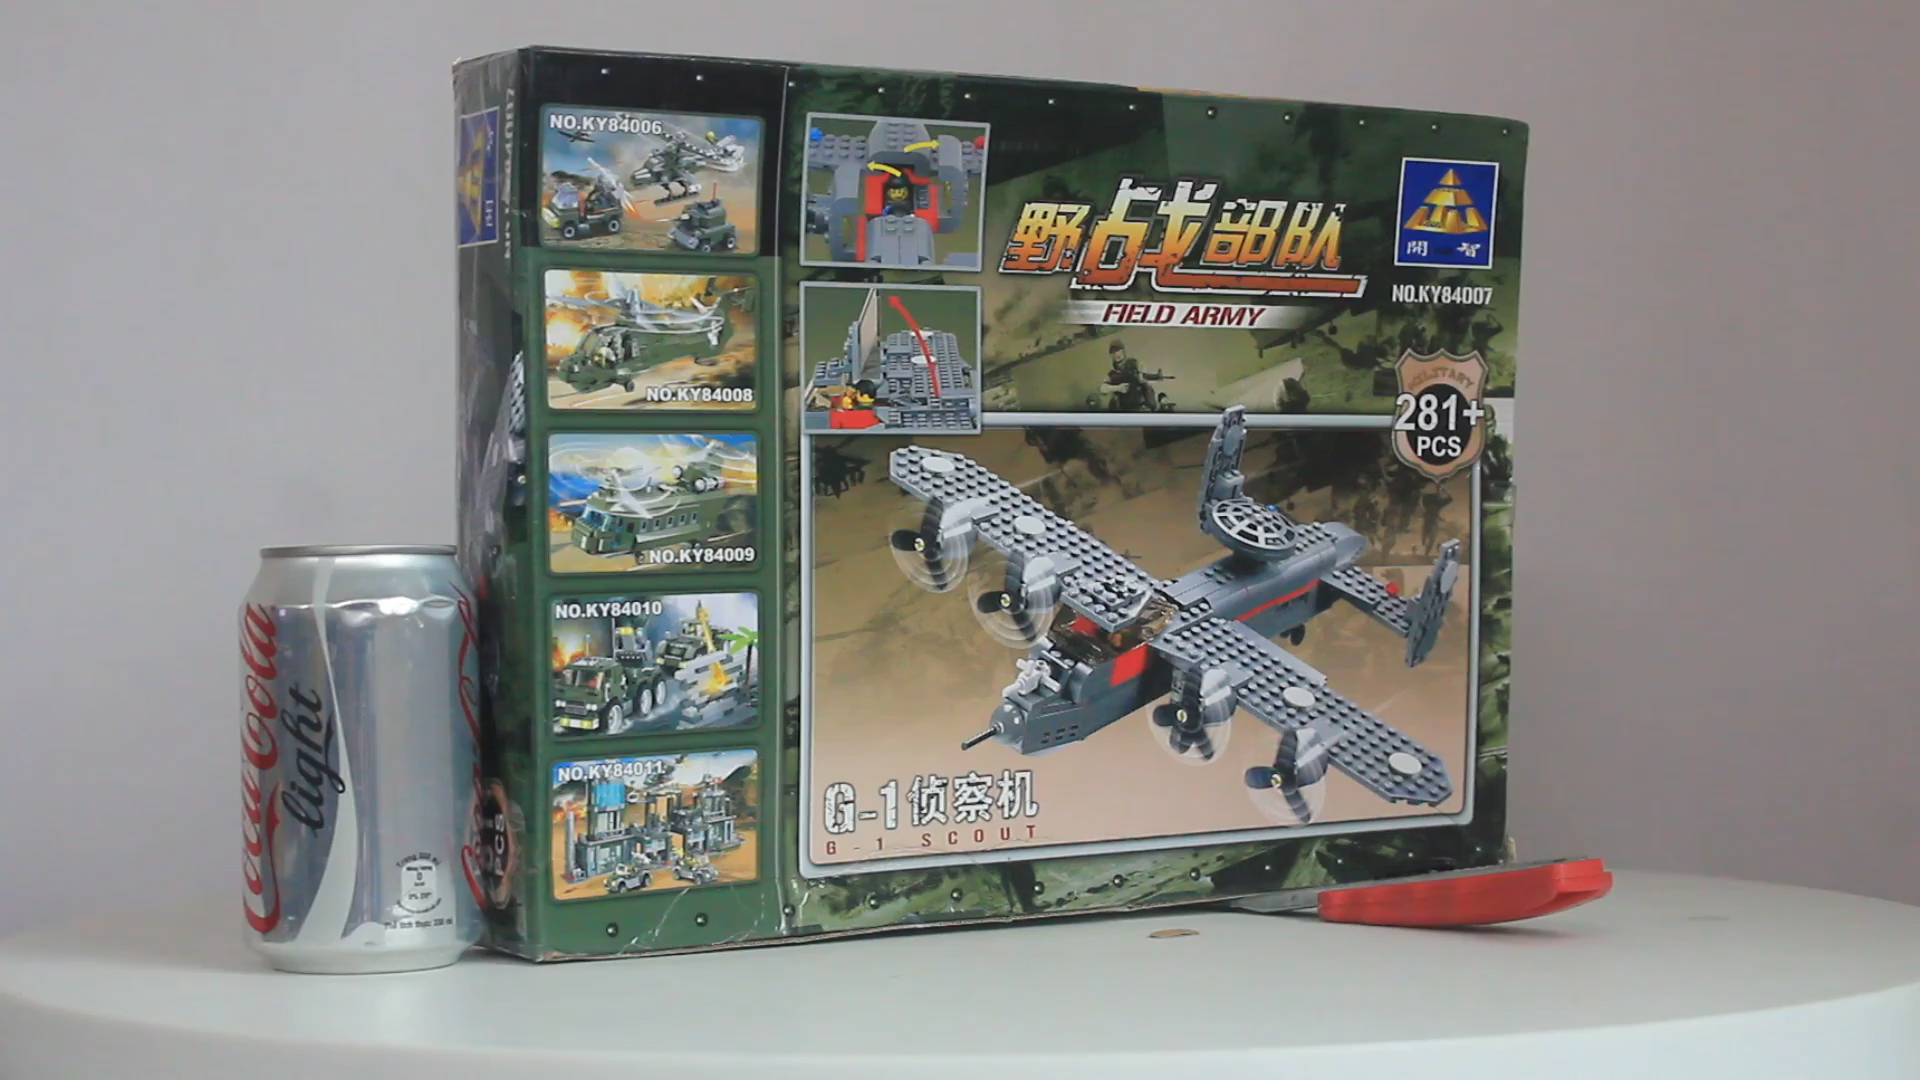 NO.KY84006
NO.KY84008
NO.KY84009
NO.KY84010
NO.KY84011
野战部队
FIELD ARMY
開智
NO.KY84007
MILITARY
281+
PCS
G-1侦察机
G-1 SCOUT
Coca-Cola
light
PCS